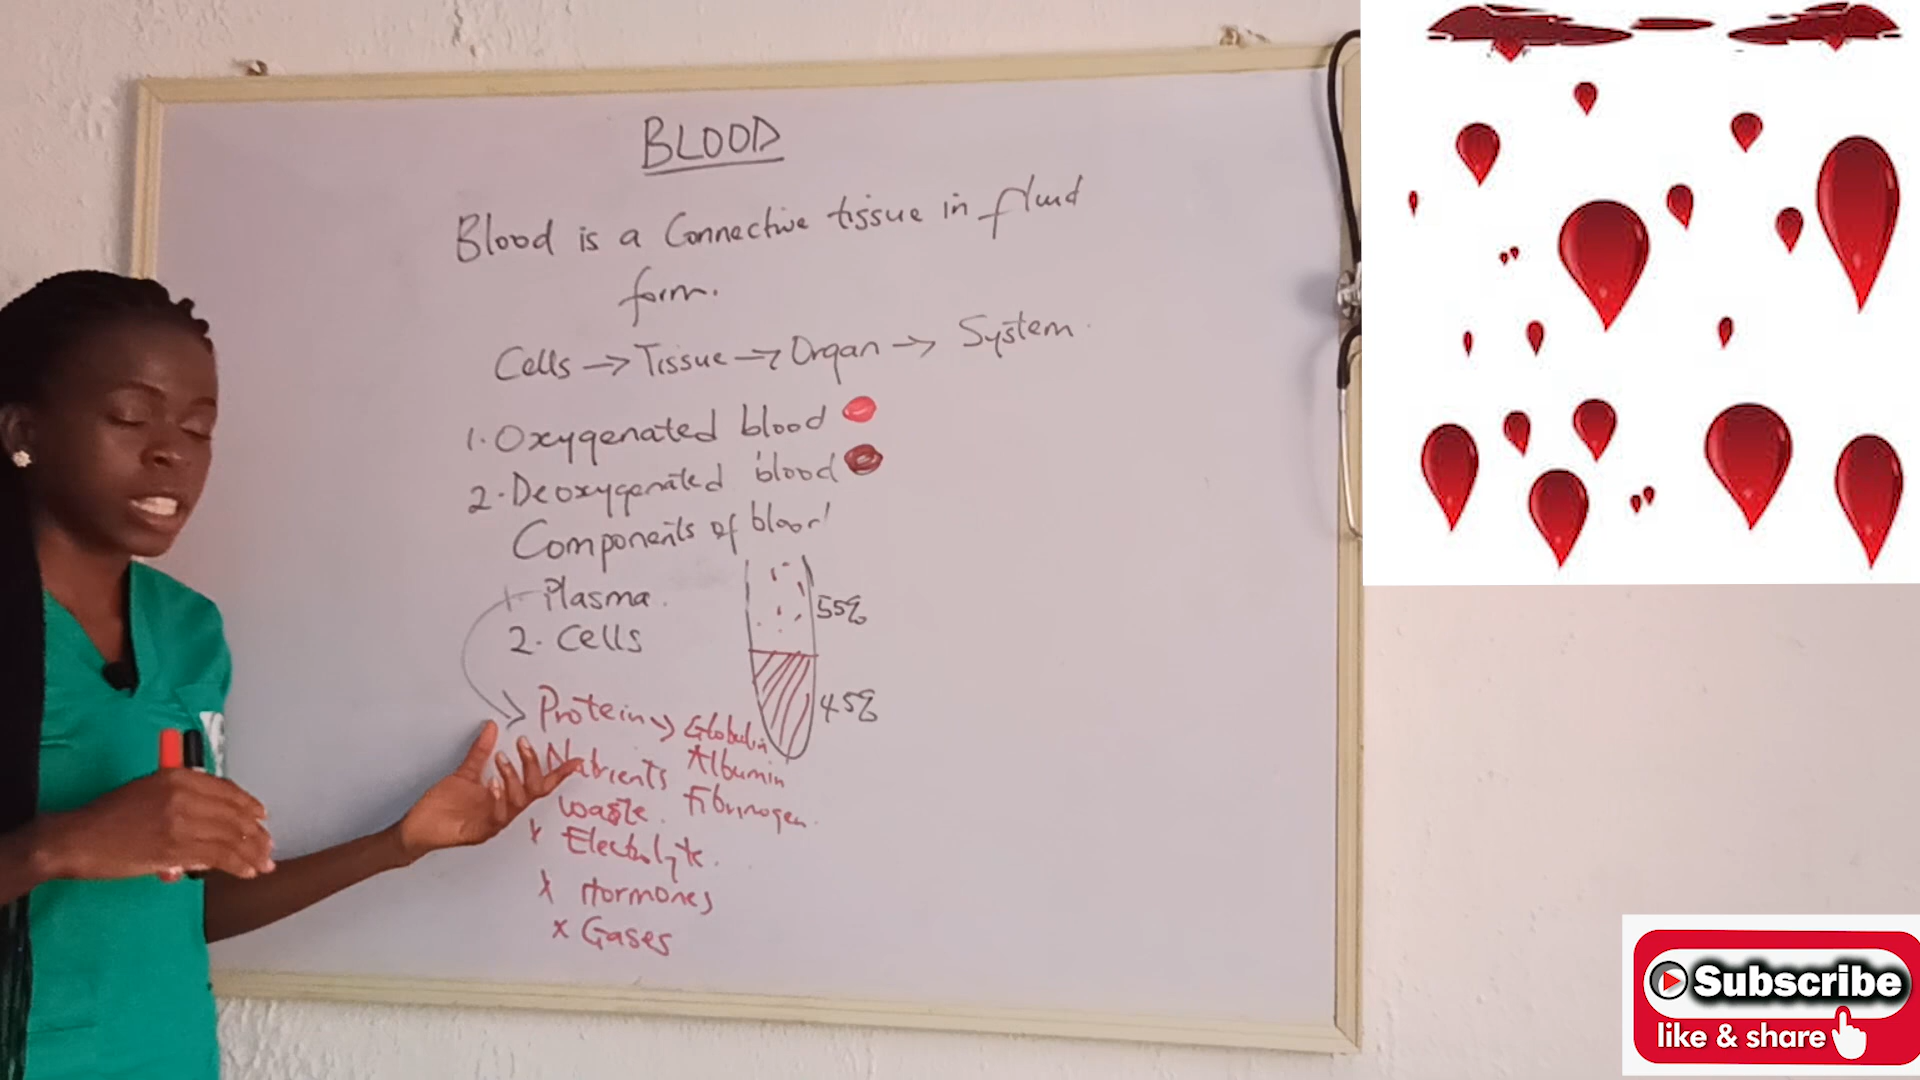 BLOOD
Blood is a Connective tissue in fluid
form.
Cells → Tissue → Organ → System
1. Oxygenated blood
2. Deoxygenated blood
Components of blood
1 Plasma.
2. Cells
55%
45%
Protein Globulin
Nutrients Albumin
waste. Fibrinogen.
x Electrolyte.
x Hormones
x Gases
Subscribe
like & share